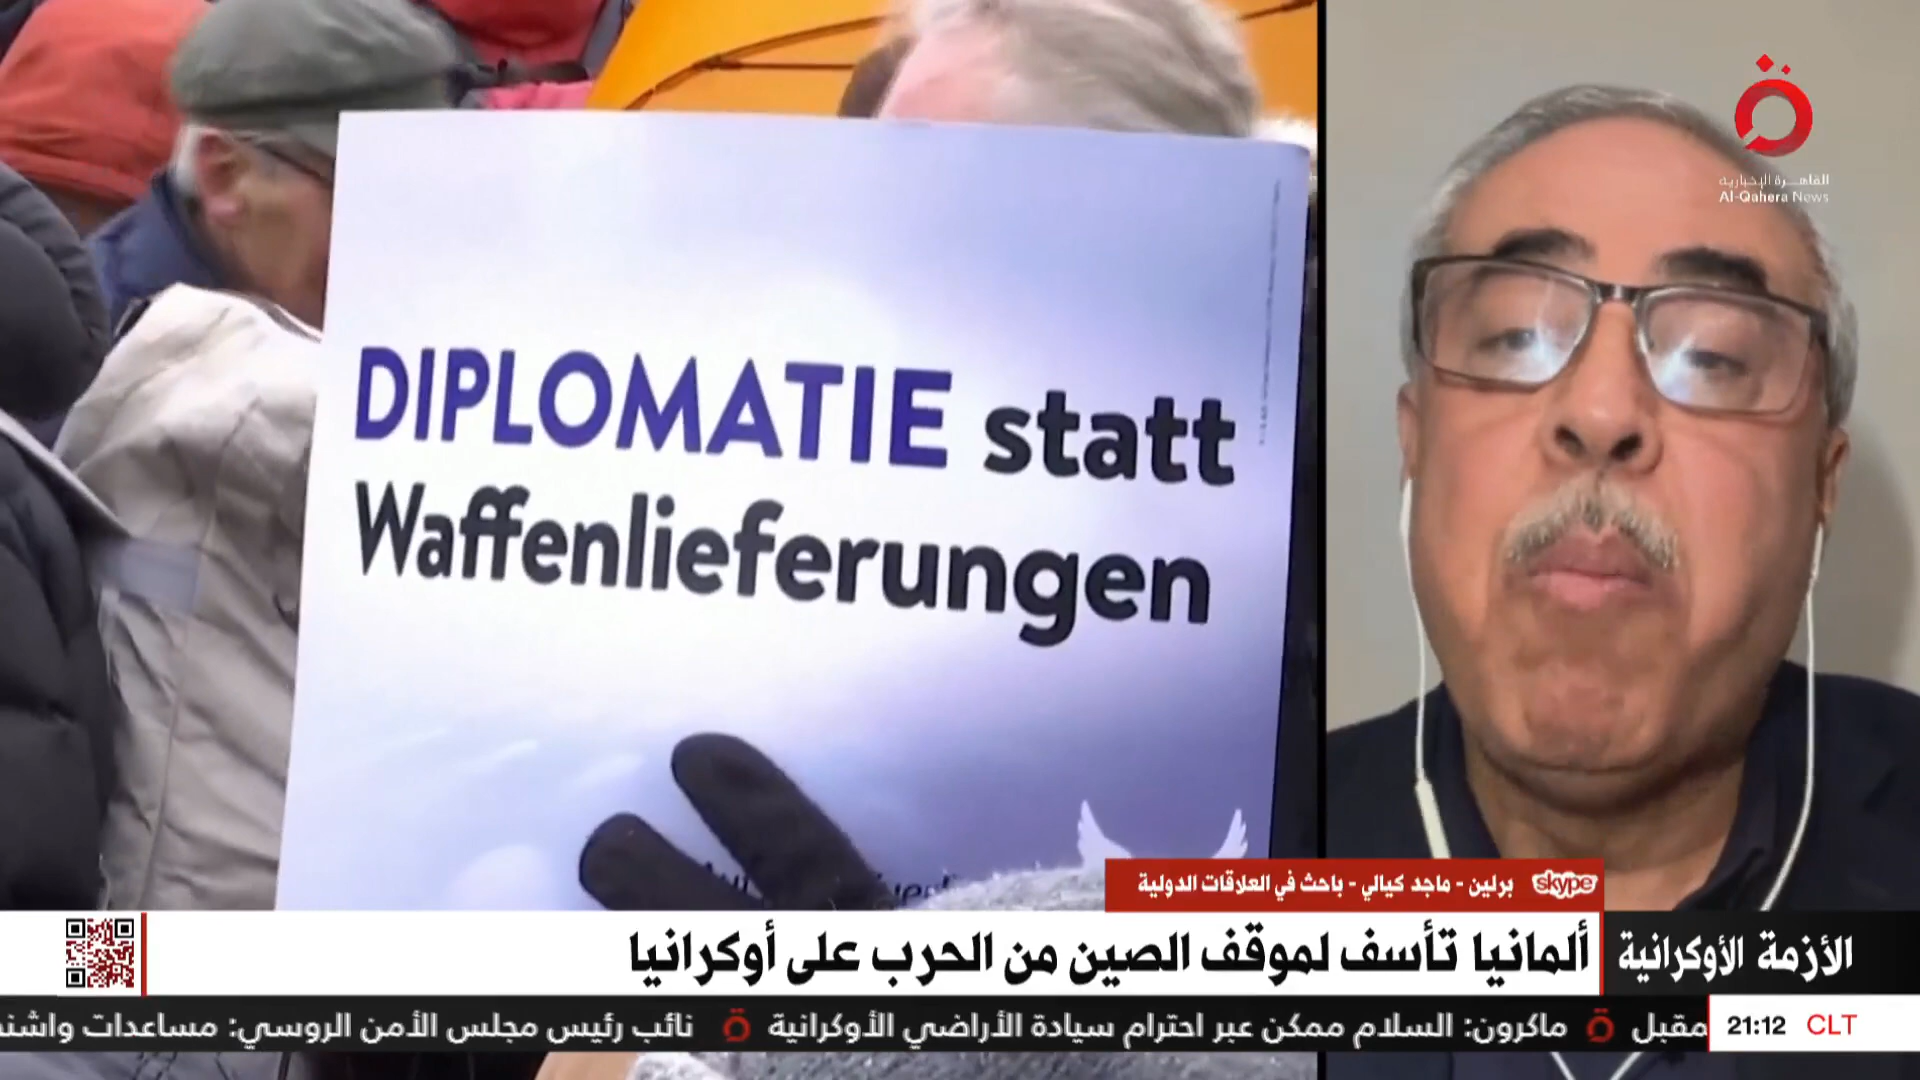 القاهـرة الإخبارية
Al-Qahera News
DIPLOMATIE statt
Waffenlieferungen
skype برلين - ماجد كيالي - باحث في العلاقات الدولية
الأزمة الأوكرانية
ألمانيا تأسف لموقف الصين من الحرب على أوكرانيا
21:12 CLT
مقبل ماكرون: السلام ممكن عبر احترام سيادة الأراضي الأوكرانية نائب رئيس مجلس الأمن الروسي: مساعدات واشنط